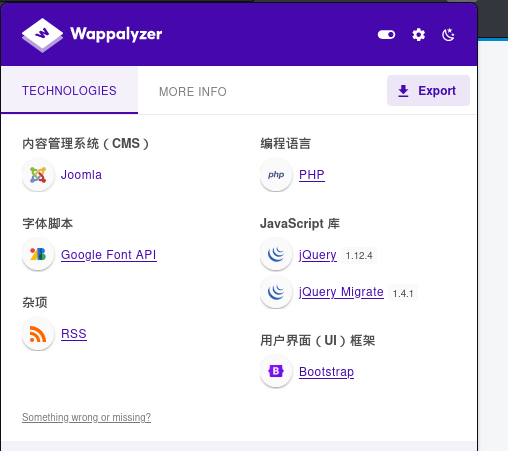 Wappalyzer
TECHNOLOGIES
MORE INFO
Export
内容管理系统（CMS）
Joomla
字体脚本
Google Font API
杂项
RSS
编程语言
php
PHP
JavaScript 库
jQuery 1.12.4
jQuery Migrate 1.4.1
用户界面（UI）框架
B
Bootstrap
Something wrong or missing?